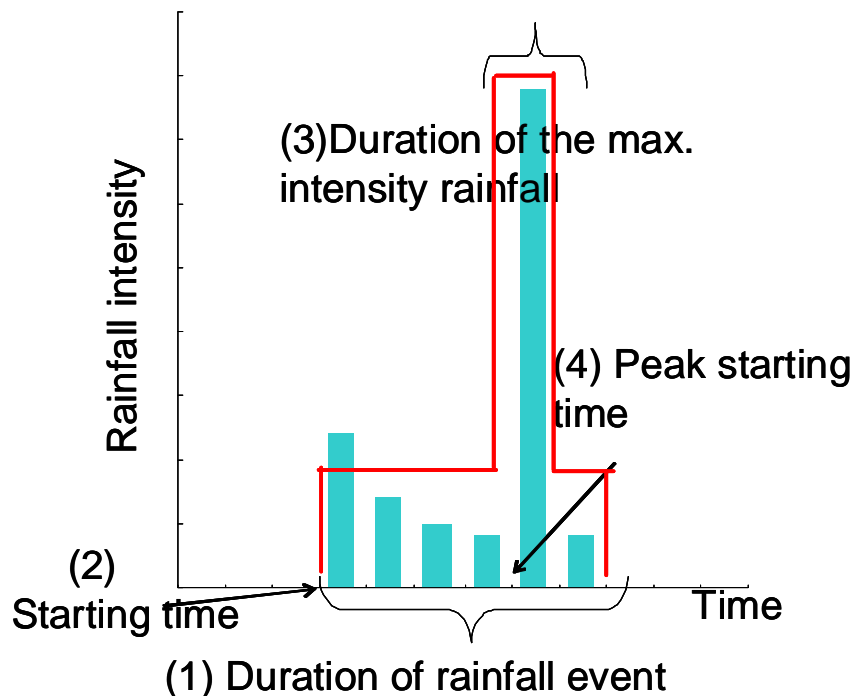 (3)Duration of the max.
intensity rainfall
Rainfall intensity
(4) Peak starting
time
(2)
Starting time
Time
(1) Duration of rainfall event